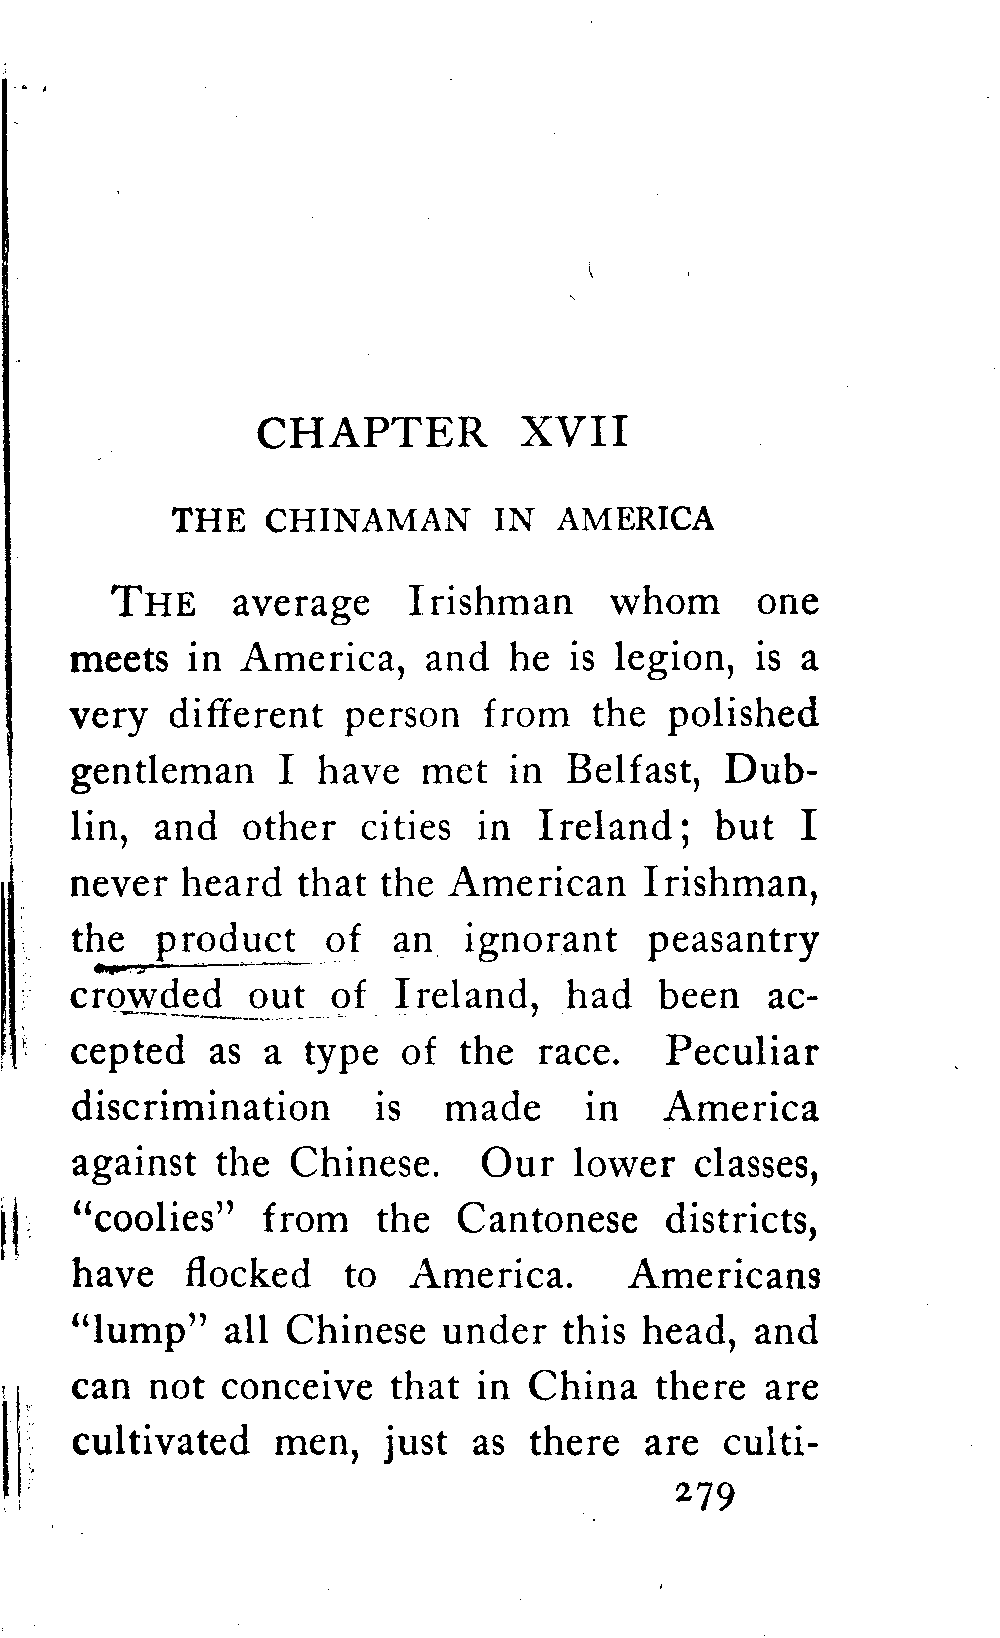 CHAPTER XVII
THE CHINAMAN IN AMERICA
THE average Irishman whom one
meets in America, and he is legion, is a
very different person from the polished
gentleman I have met in Belfast, Dub-
lin, and other cities in Ireland; but I
never heard that the American Irishman,
the product of an ignorant peasantry
crowded out of Ireland, had been ac-
cepted as a type of the race. Peculiar
discrimination is made in America
against the Chinese. Our lower classes,
“coolies” from the Cantonese districts,
have flocked to America. Americans
“lump” all Chinese under this head, and
can not conceive that in China there are
cultivated men, just as there are culti-
279